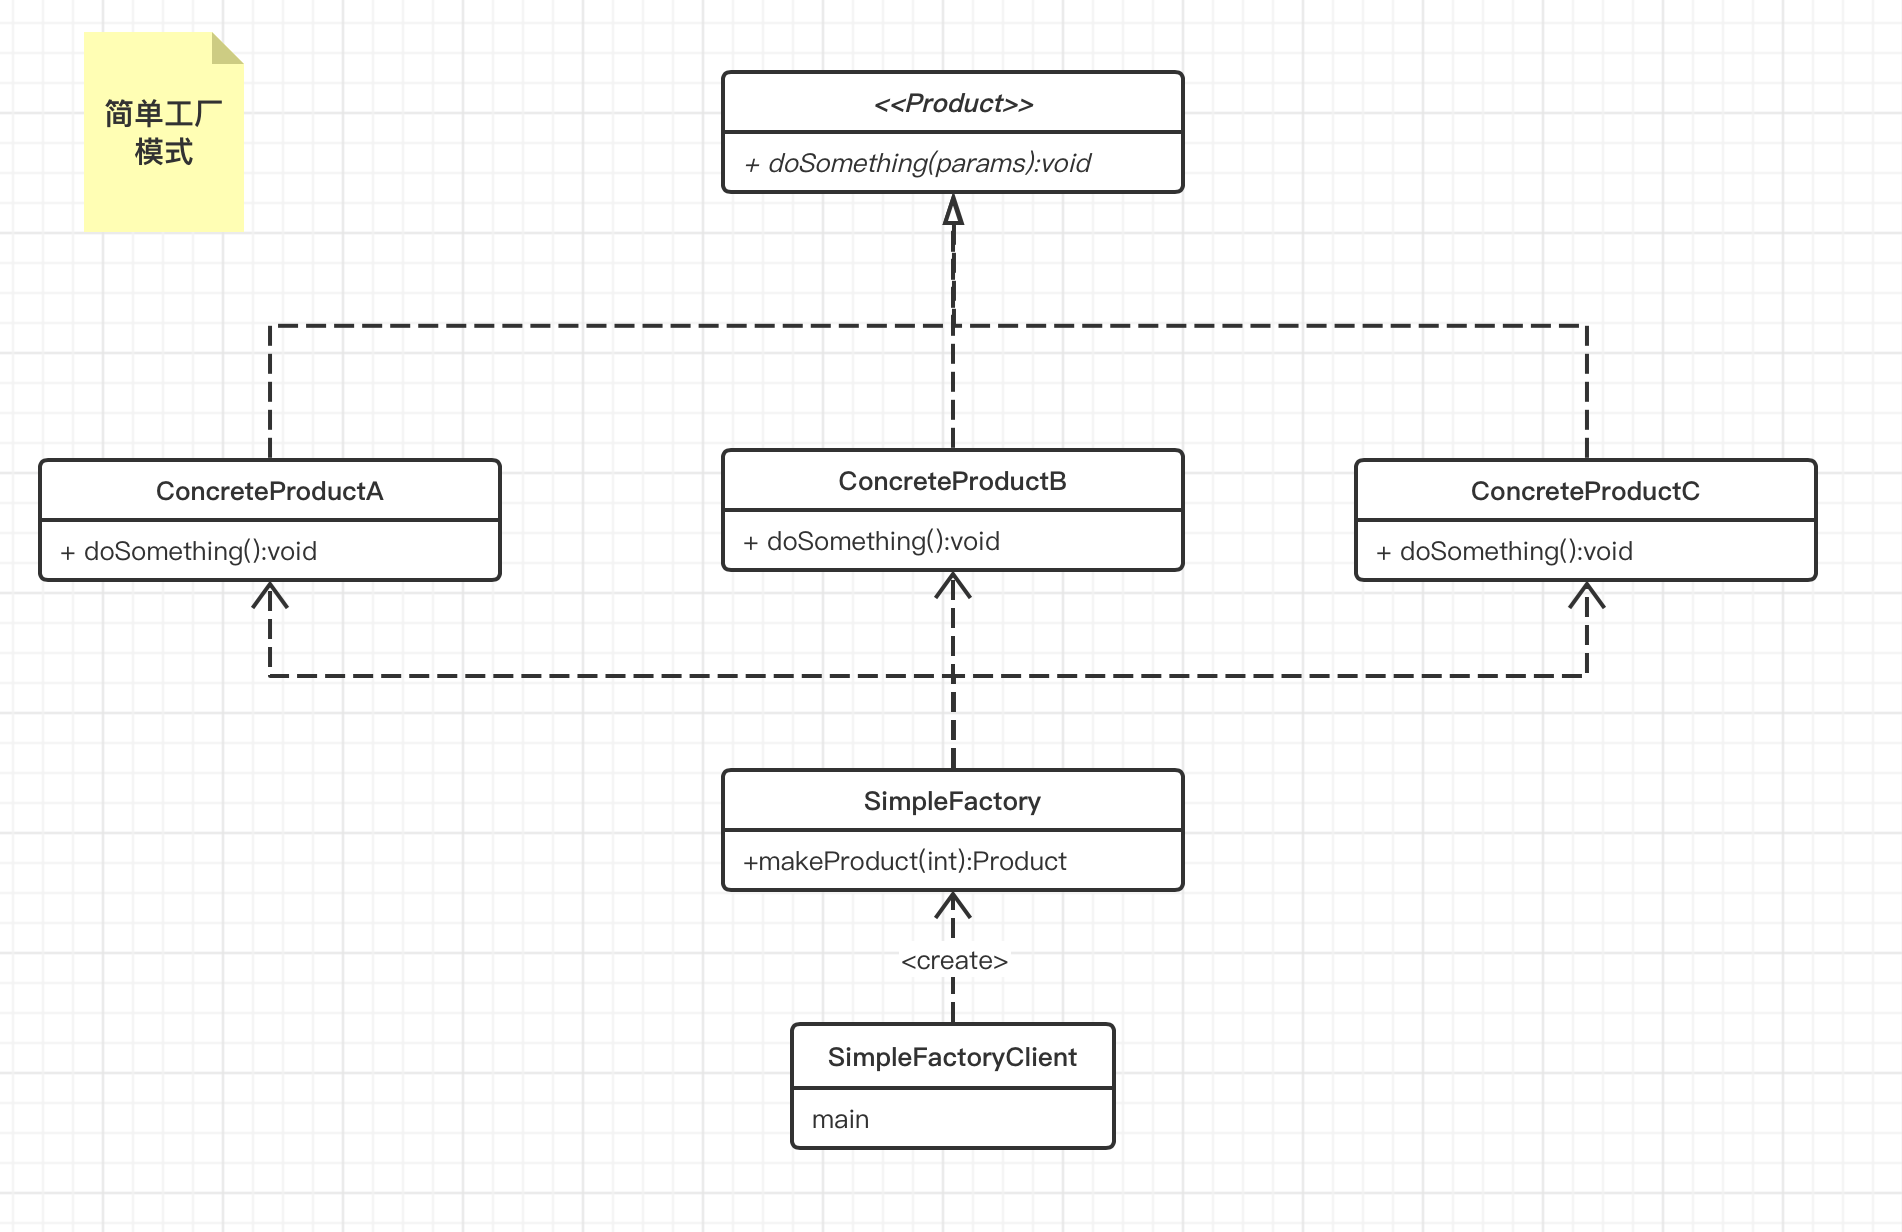 简单工厂
模式
<<Product>>
+ doSomething(params):void
ConcreteProductA
+ doSomething():void
ConcreteProductB
+ doSomething():void
ConcreteProductC
+ doSomething():void
SimpleFactory
+makeProduct(int):Product
<create>
SimpleFactoryClient
main